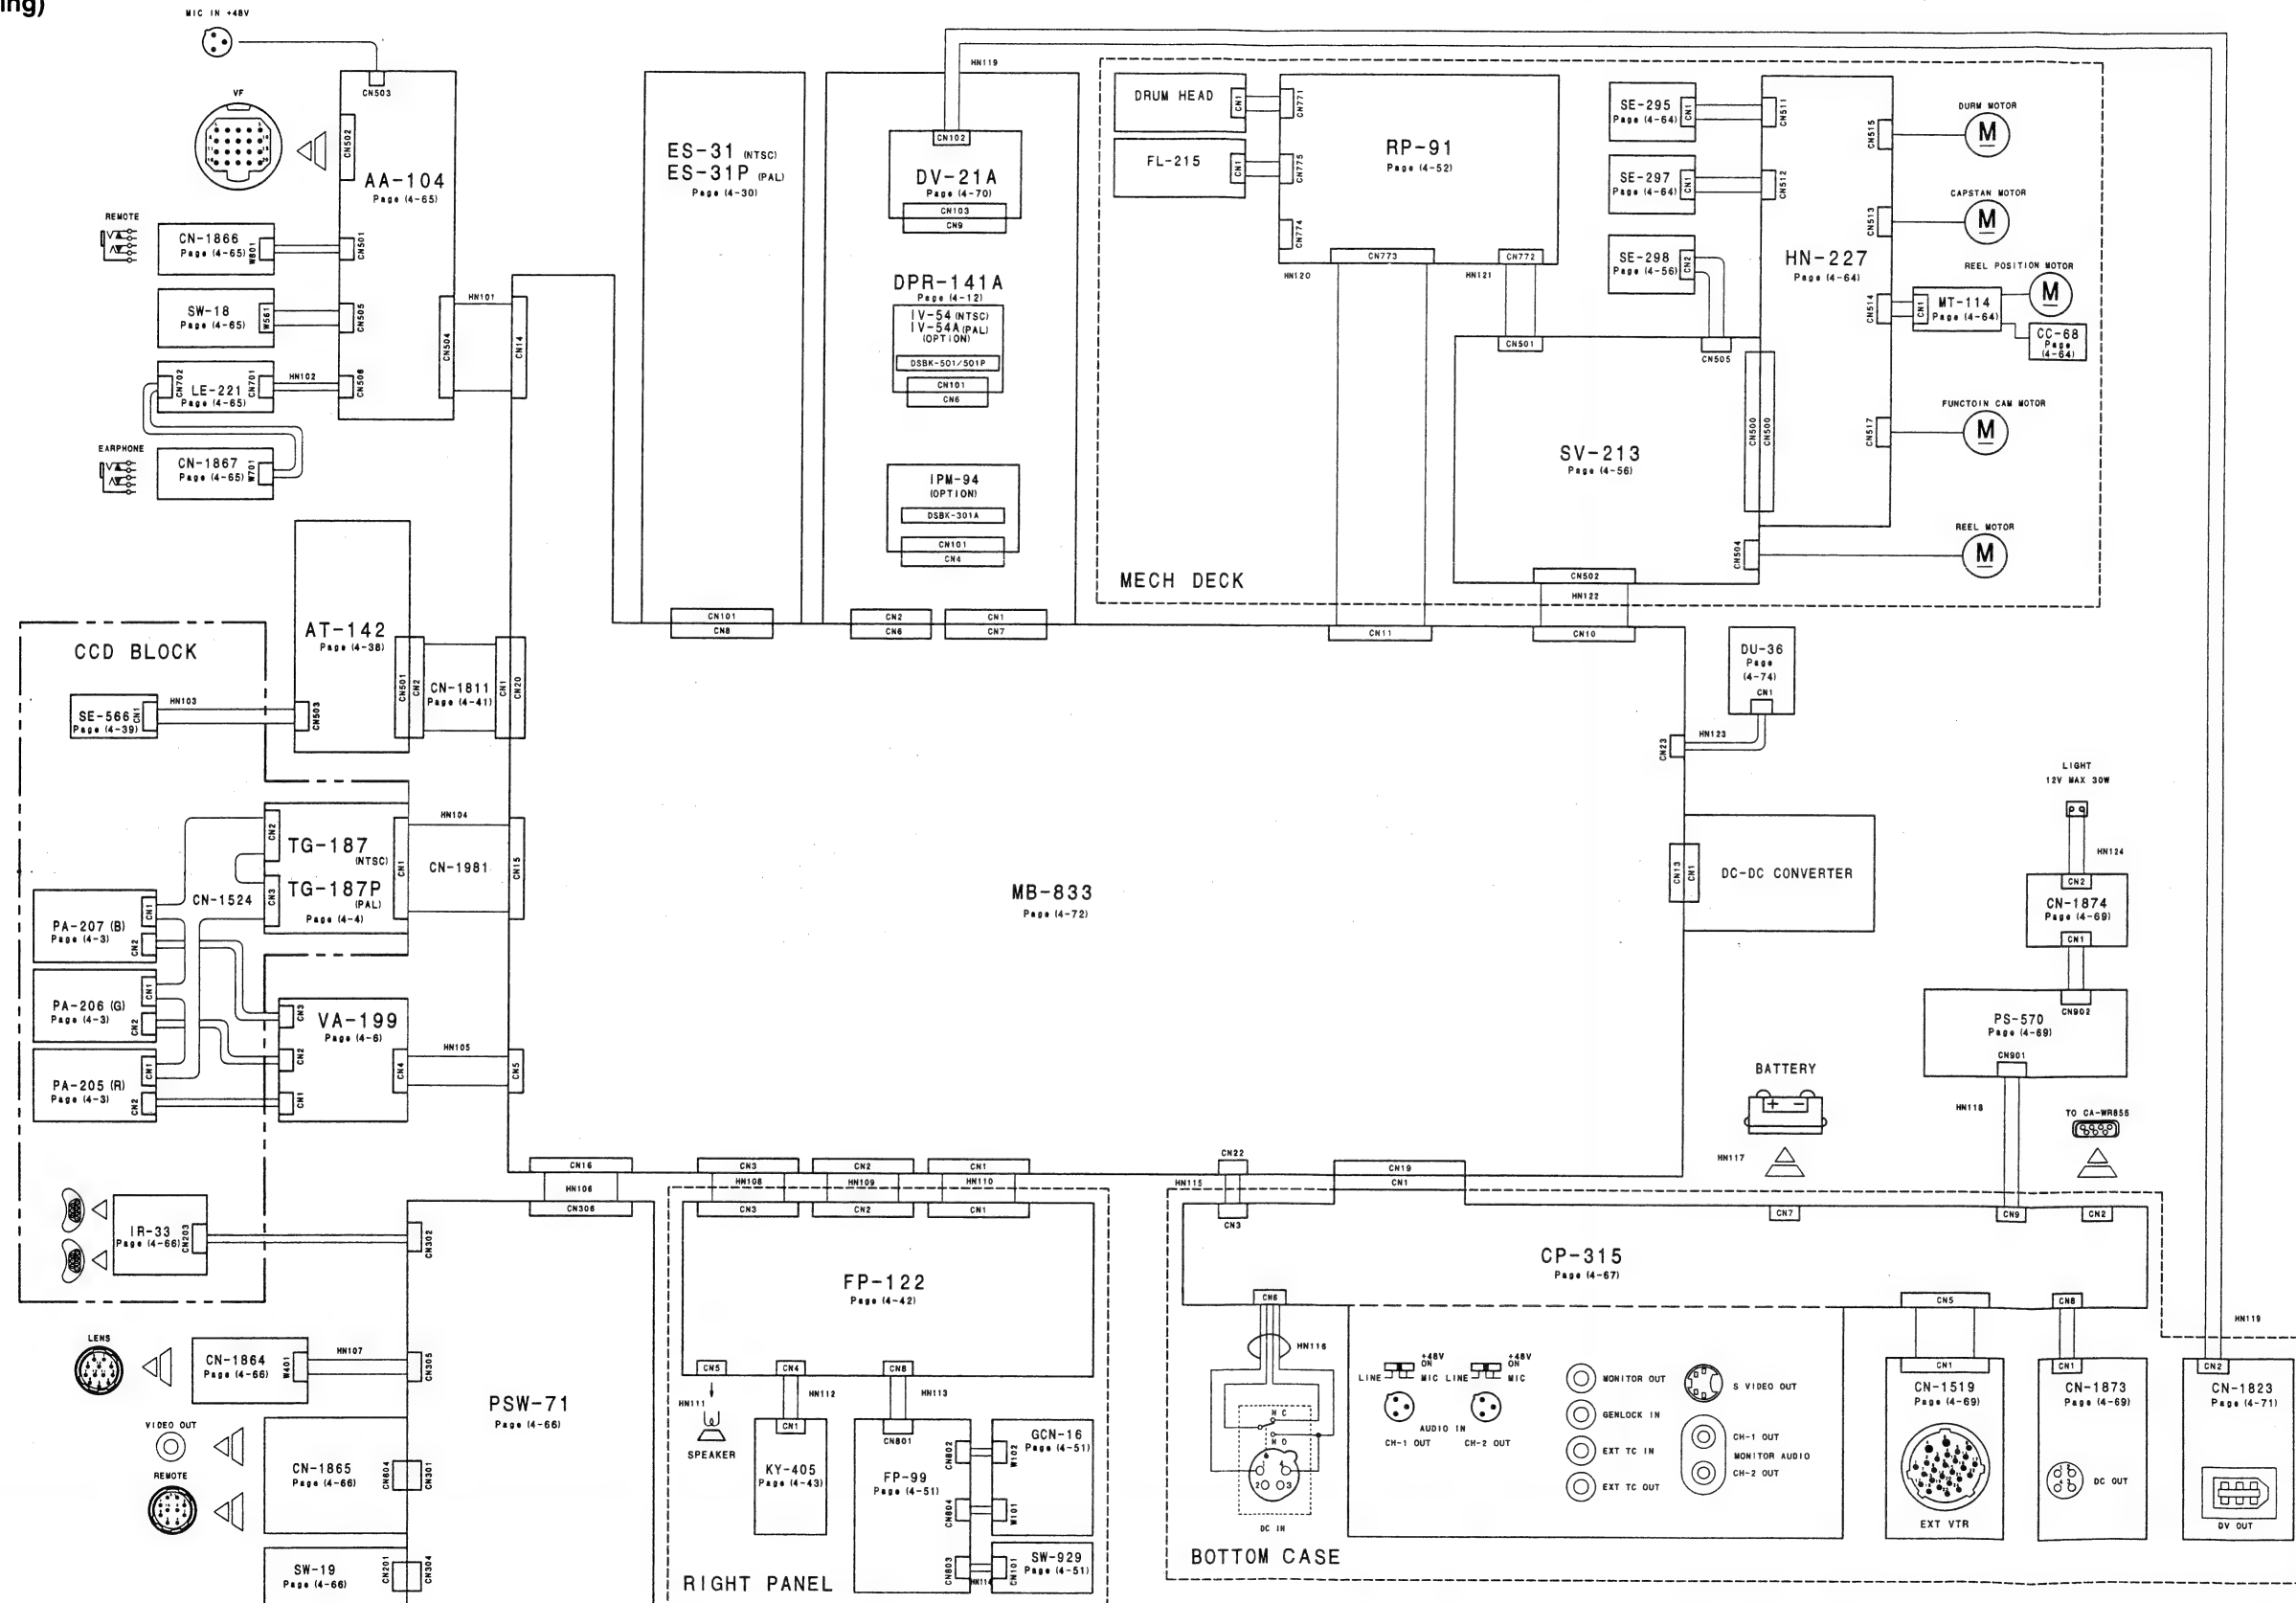 ing)
MIC IN +48V
CN503
VF
CN502
AA-104
Page (4-65)
REMOTE
CN-1866
Page (4-65)
W801
CN501
SW-18
Page (4-65)
W561
CN505
CN702
LE-221
Page (4-65)
CN701
HN102
CN506
EARPHONE
CN-1867
Page (4-65)
W701
CN504
HN101
CN14
ES-31 (NTSC)
ES-31P (PAL)
Page (4-30)
CN101
CN8
HN119
CN102
DV-21A
Page (4-70)
CN103
CN9
DPR-141A
Page (4-12)
IV-54 (NTSC)
IV-54A (PAL)
(OPTION)
DSBK-501/501P
CN101
CN6
IPM-94
(OPTION)
DSBK-301A
CN101
CN4
CN2
CN6
CN1
CN7
DRUM HEAD
CN1
CN771
FL-215
CN1
CN775
CN774
RP-91
Page (4-52)
HN120
CN773
HN121
CN772
SE-295
Page (4-64)
CN1
CN511
SE-297
Page (4-64)
CN1
CN512
SE-298
Page (4-56)
CN2
HN-227
Page (4-64)
CN515
DURM MOTOR
M
CN513
CAPSTAN MOTOR
M
REEL POSITION MOTOR
M
CN514
CN1
MT-114
Page (4-64)
CC-68
Page
(4-64)
CN517
FUNCTOIN CAM MOTOR
M
CN501
CN505
SV-213
Page (4-56)
CN500
CN500
CN504
REEL MOTOR
M
CN502
HN122
MECH DECK
CN11
CN10
AT-142
Page (4-38)
CN501
CN2
CN-1811
Page (4-41)
CN1
CN20
CCD BLOCK
SE-566
Page (4-39)
CN1
HN103
CN503
DU-36
Page
(4-74)
CN1
HN123
CN23
CN2
CN3
TG-187
(NTSC)
TG-187P
(PAL)
Page (4-4)
CN1
HN104
CN-1981
CN15
CN-1524
PA-207 (B)
Page (4-3)
CN1
CN2
PA-206 (G)
Page (4-3)
CN1
CN2
PA-205 (R)
Page (4-3)
CN1
CN2
VA-199
Page (4-6)
CN3
CN2
CN1
CN4
HN105
CN5
MB-833
Page (4-72)
CN13
CN1
DC-DC CONVERTER
LIGHT
12V MAX 30W
HN124
CN2
CN-1874
Page (4-69)
CN1
CN902
PS-570
Page (4-69)
CN901
HN118
BATTERY
+ −
HN117
TO CA-WR855
CN16
HN106
CN306
CN3
HN108
CN3
CN2
HN109
CN2
CN1
HN110
CN1
CN22
HN115
CN3
CN19
CN1
CN7
CN9
CN2
IR-33
Page (4-66)
CN203
CN302
LENS
CN-1864
Page (4-66)
W401
HN107
CN305
VIDEO OUT
REMOTE
CN-1865
Page (4-66)
CN604
CN301
SW-19
Page (4-66)
CN201
CN304
PSW-71
Page (4-66)
FP-122
Page (4-42)
CN5
CN4
CN8
HN111
SPEAKER
HN112
CN1
KY-405
Page (4-43)
HN113
CN801
FP-99
Page (4-51)
CN802
W102
GCN-16
Page (4-51)
CN804
W101
CN803
HN114
CN101
SW-929
Page (4-51)
RIGHT PANEL
CP-315
Page (4-67)
CN6
HN116
N C
N O
1 4
2 3
DC IN
+48V
ON
LINE MIC
+48V
ON
LINE MIC
AUDIO IN
CH-1 OUT
CH-2 OUT
MONITOR OUT
GENLOCK IN
EXT TC IN
EXT TC OUT
S VIDEO OUT
CH-1 OUT
MONITOR AUDIO
CH-2 OUT
CN5
CN1
CN-1519
Page (4-69)
EXT VTR
CN8
CN1
CN-1873
Page (4-69)
DC OUT
HN119
CN2
CN-1823
Page (4-71)
DV OUT
BOTTOM CASE